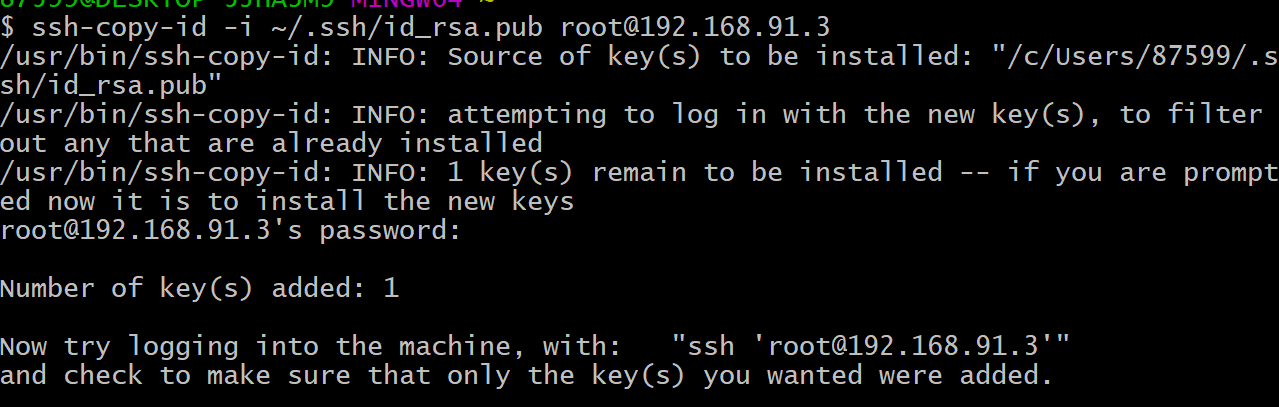 $ ssh-copy-id -i ~/.ssh/id_rsa.pub root@192.168.91.3
/usr/bin/ssh-copy-id: INFO: Source of key(s) to be installed: "/c/Users/87599/.s
sh/id_rsa.pub"
/usr/bin/ssh-copy-id: INFO: attempting to log in with the new key(s), to filter
out any that are already installed
/usr/bin/ssh-copy-id: INFO: 1 key(s) remain to be installed -- if you are prompt
ed now it is to install the new keys
root@192.168.91.3's password:
Number of key(s) added: 1
Now try logging into the machine, with:   "ssh 'root@192.168.91.3'"
and check to make sure that only the key(s) you wanted were added.